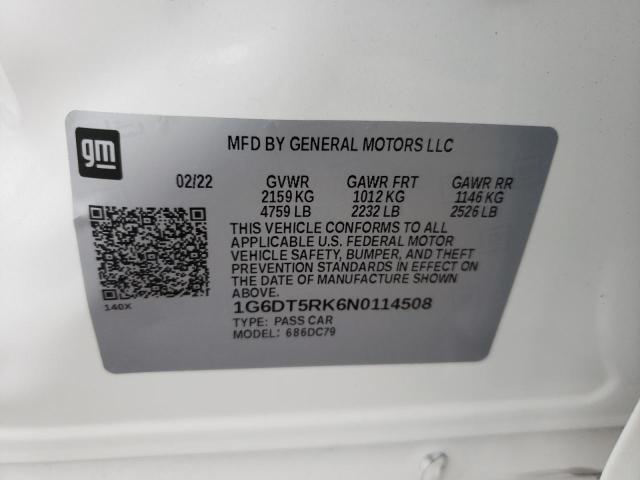 gm
MFD BY GENERAL MOTORS LLC
02/22 GVWR GAWR FRT GAWR RR
2159 KG 1012 KG 1146 KG
4759 LB 2232 LB 2526 LB
THIS VEHICLE CONFORMS TO ALL
APPLICABLE U.S. FEDERAL MOTOR
VEHICLE SAFETY, BUMPER, AND THEFT
PREVENTION STANDARDS IN EFFECT ON
THE DATE OF MANUFACTURE SHOWN
ABOVE.
140X
1G6DT5RK6N0114508
TYPE: PASS CAR
MODEL: 686DC79